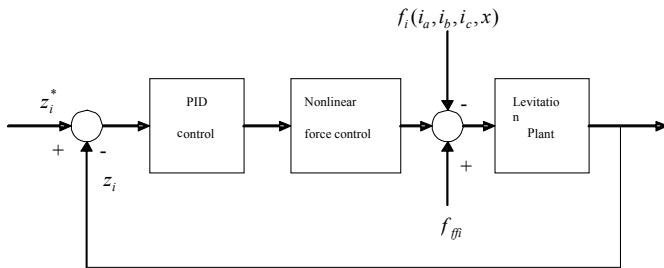 f_i(i_a, i_b, i_c, x)
z_i^*
PID
control
Nonlinear
force control
-
Levitatio
n
Plant
+
-
+
z_i
f_ffi